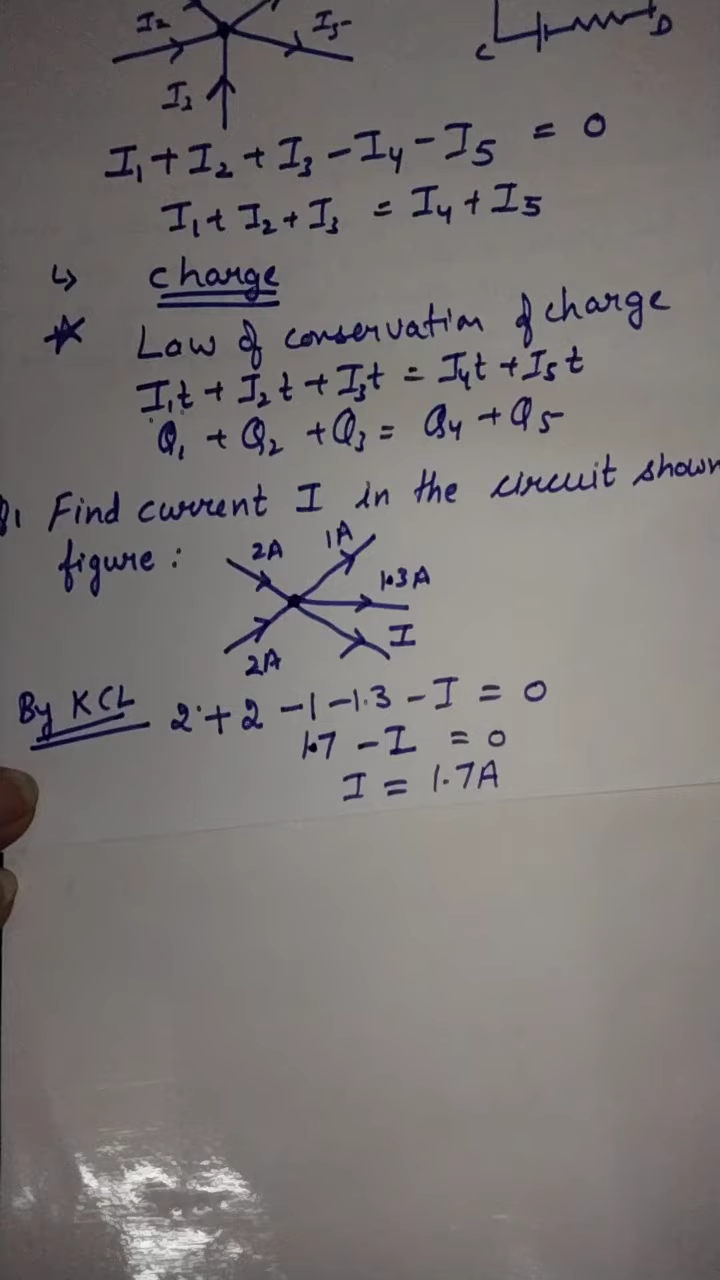 I₂ I₅
C D
I₃
I₁ + I₂ + I₃ - I₄ - I₅ = 0
I₁ + I₂ + I₃ = I₄ + I₅
↳ charge
★ Law of conservation of charge
I₁t + I₂t + I₃t = I₄t + I₅t
Q₁ + Q₂ + Q₃ = Q₄ + Q₅
Find current I in the circuit shown
figure :
2A 1A
1.3A
I
2A
By KCL 2 + 2 - 1 - 1.3 - I = 0
1.7 - I = 0
I = 1.7A